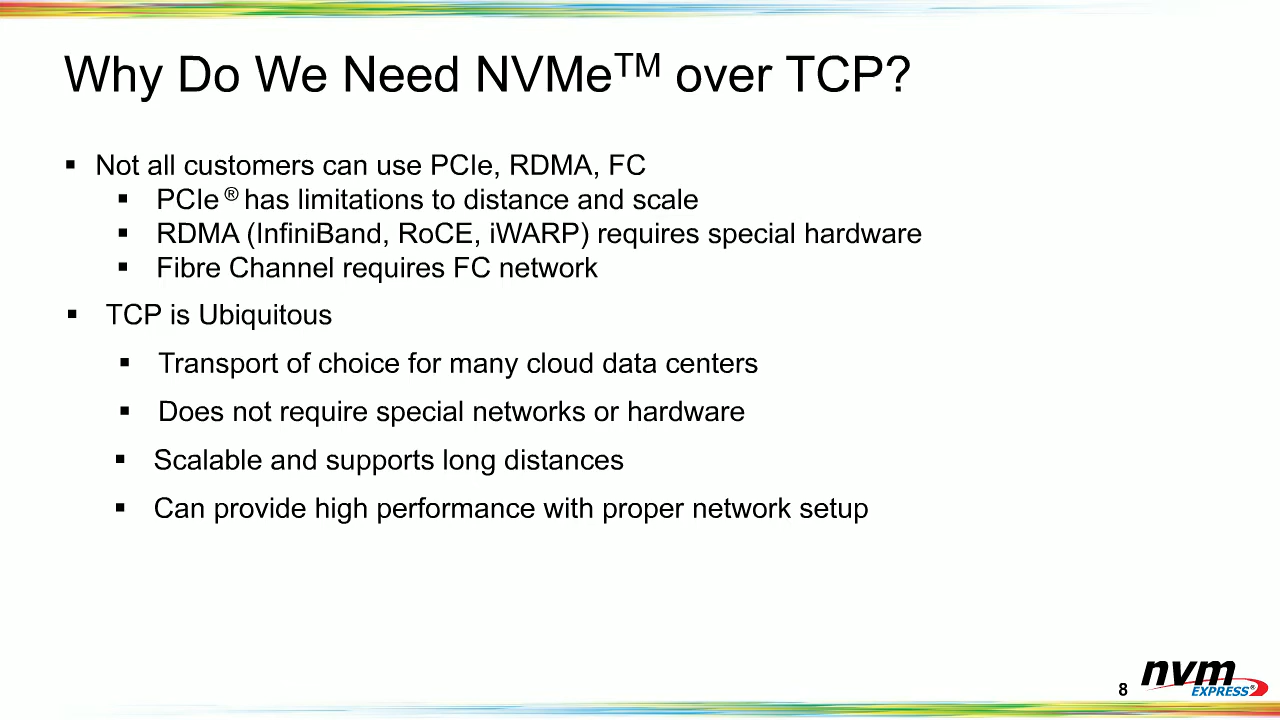 Why Do We Need NVMe™ over TCP?
▪ Not all customers can use PCIe, RDMA, FC
▪ PCIe ® has limitations to distance and scale
▪ RDMA (InfiniBand, RoCE, iWARP) requires special hardware
▪ Fibre Channel requires FC network
▪ TCP is Ubiquitous
▪ Transport of choice for many cloud data centers
▪ Does not require special networks or hardware
▪ Scalable and supports long distances
▪ Can provide high performance with proper network setup
8
nvm
EXPRESS®